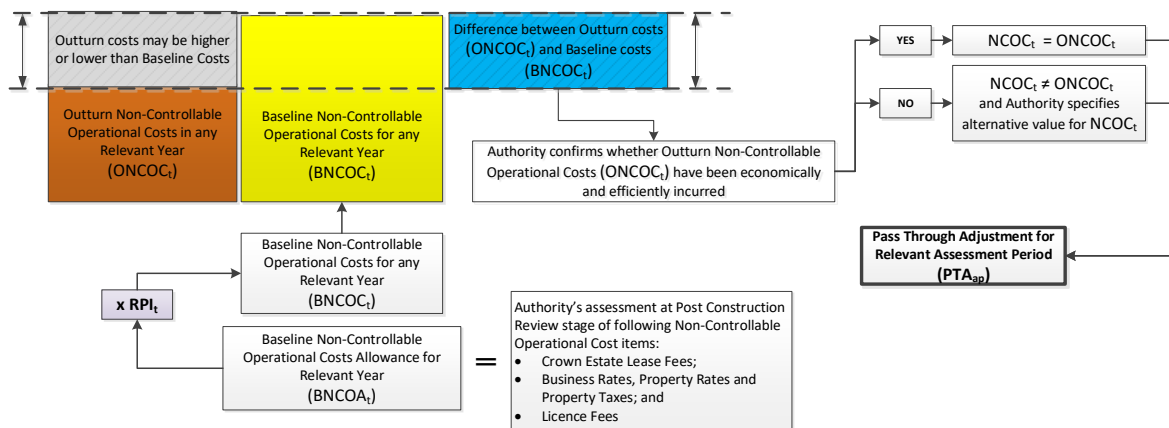 Outturn costs may be higher
or lower than Baseline Costs
Outturn Non-Controllable
Operational Costs in any
Relevant Year
(ONCOCt)
Baseline Non-Controllable
Operational Costs for any
Relevant Year
(BNCOCt)
Difference between Outturn costs
(ONCOCt) and Baseline costs
(BNCOCt)
Authority confirms whether Outturn Non-Controllable
Operational Costs (ONCOCt) have been economically
and efficiently incurred
YES
NCOCt = ONCOCt
NO
NCOCt ≠ ONCOCt
and Authority specifies
alternative value for NCOCt
Pass Through Adjustment for
Relevant Assessment Period
(PTAap)
Baseline Non-Controllable
Operational Costs for any
Relevant Year
(BNCOCt)
x RPIt
Baseline Non-Controllable
Operational Costs Allowance for
Relevant Year
(BNCOAt)
=
Authority's assessment at Post Construction
Review stage of following Non-Controllable
Operational Cost items:
• Crown Estate Lease Fees;
• Business Rates, Property Rates and
Property Taxes; and
• Licence Fees